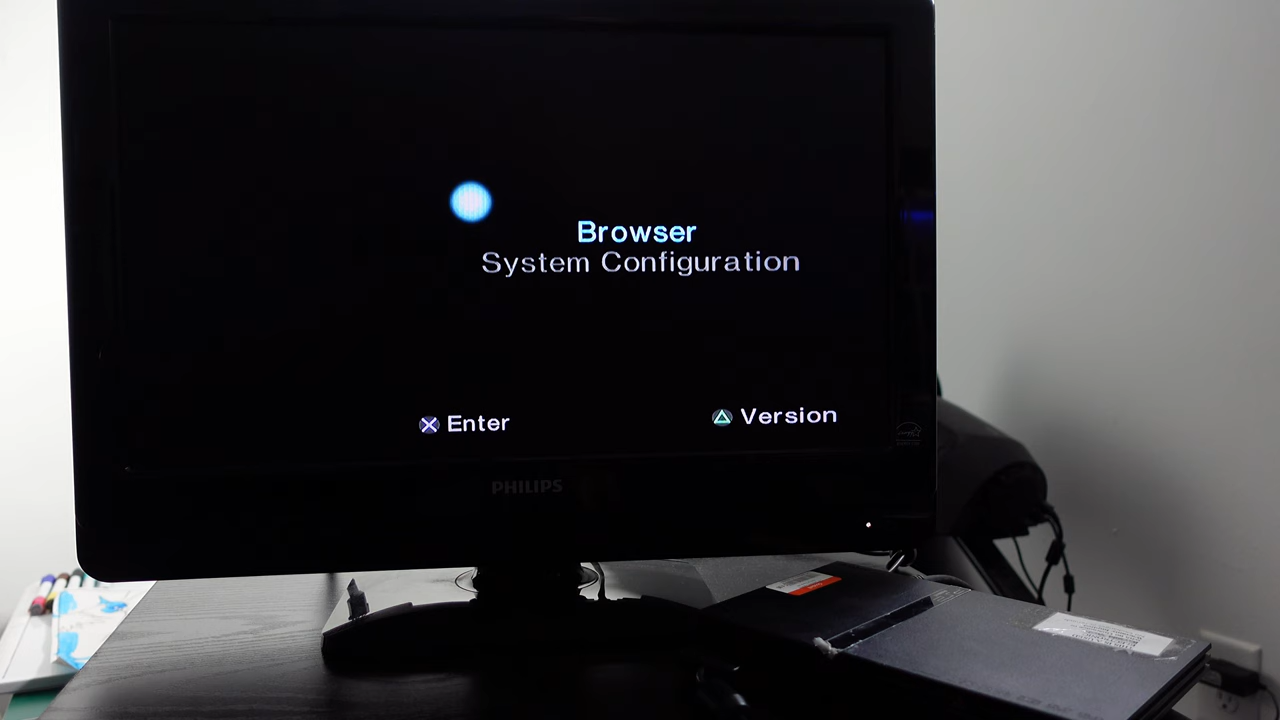 Browser
System Configuration
Enter
Version
PHILIPS